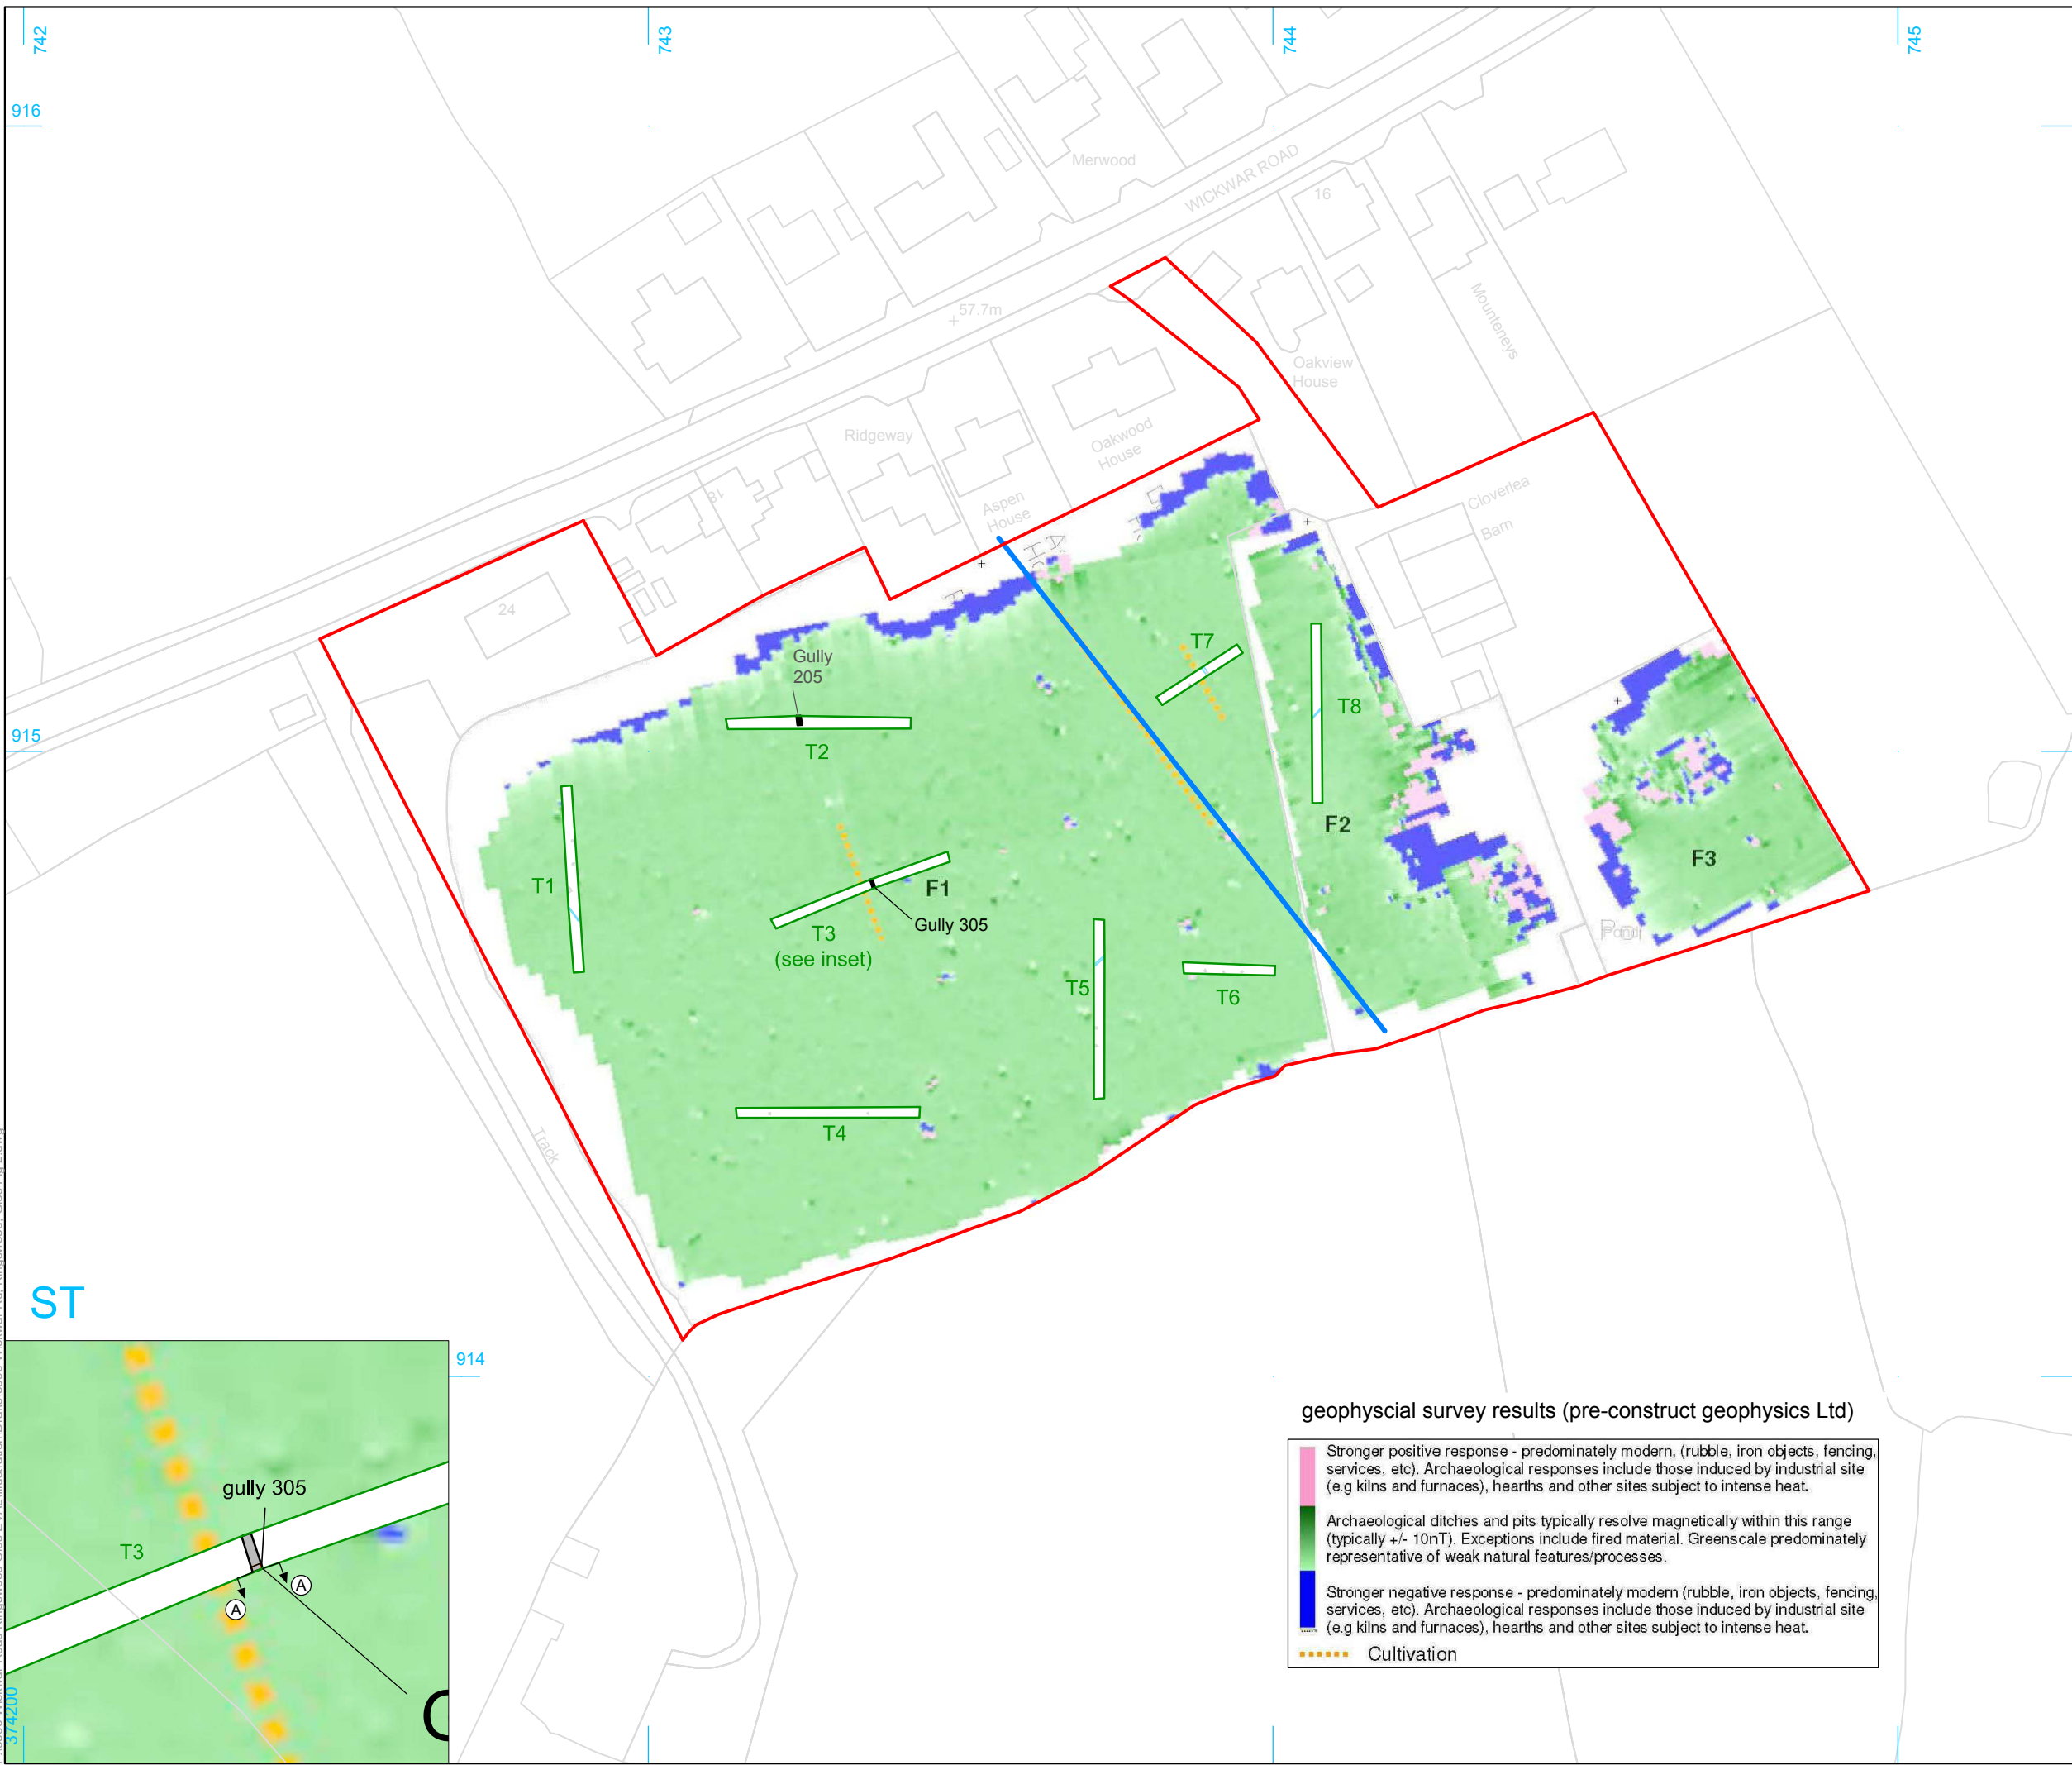 742
743
744
745
916
Merwood
WICKWAR ROAD
16
57.7m
Mounteneys
Oakview
House
Ridgeway
Oakwood
House
18
Aspen
House
Cloverlea
Barn
24
T7
Gully
205
T8
915
T2
F2
F3
T1
F1
T3
(see inset)
Gully 305
T5
T6
T4
Track
ST
914
gully 305
T3
A
A
374200
geophyscial survey results (pre-construct geophysics Ltd)
Stronger positive response - predominately modern, (rubble, iron objects, fencing,
services, etc). Archaeological responses include those induced by industrial site
(e.g kilns and furnaces), hearths and other sites subject to intense heat.
Archaeological ditches and pits typically resolve magnetically within this range
(typically +/- 10nT). Exceptions include fired material. Greenscale predominately
representative of weak natural features/processes.
Stronger negative response - predominately modern (rubble, iron objects, fencing,
services, etc). Archaeological responses include those induced by industrial site
(e.g kilns and furnaces), hearths and other sites subject to intense heat.
Cultivation